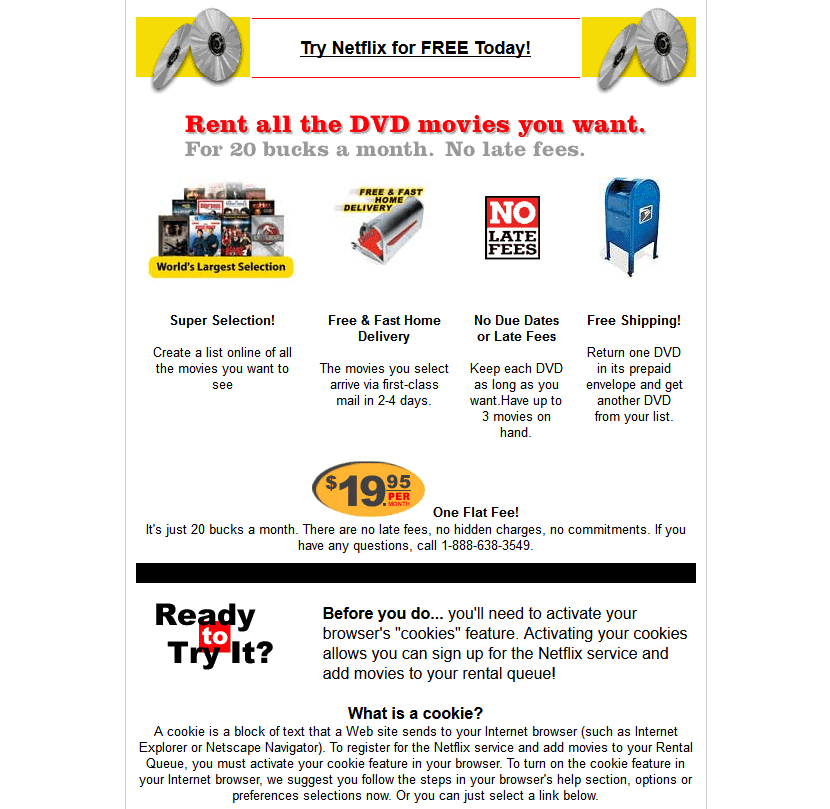 Try Netflix for FREE Today!
Rent all the DVD movies you want.
For 20 bucks a month. No late fees.
World's Largest Selection
FREE & FAST
HOME
DELIVERY
NO
LATE
FEES
Super Selection!
Create a list online of all
the movies you want to
see
Free & Fast Home
Delivery
The movies you select
arrive via first-class
mail in 2-4 days.
No Due Dates
or Late Fees
Keep each DVD
as long as you
want.Have up to
3 movies on
hand.
Free Shipping!
Return one DVD
in its prepaid
envelope and get
another DVD
from your list.
$19.95 PER MONTH
One Flat Fee!
It's just 20 bucks a month. There are no late fees, no hidden charges, no commitments. If you
have any questions, call 1-888-638-3549.
Ready
to
Try It?
Before you do... you'll need to activate your
browser's "cookies" feature. Activating your cookies
allows you can sign up for the Netflix service and
add movies to your rental queue!
What is a cookie?
A cookie is a block of text that a Web site sends to your Internet browser (such as Internet
Explorer or Netscape Navigator). To register for the Netflix service and add movies to your Rental
Queue, you must activate your cookie feature in your browser. To turn on the cookie feature in
your Internet browser, we suggest you follow the steps in your browser's help section, options or
preferences selections now. Or you can just select a link below.